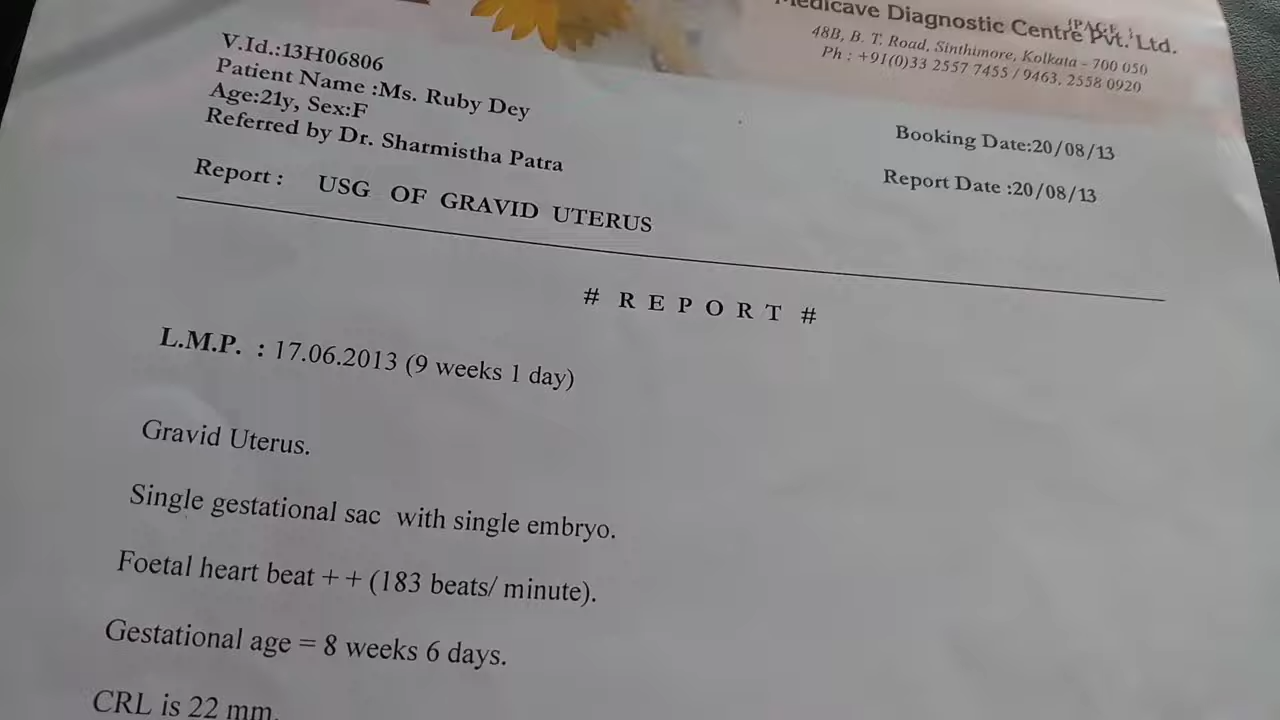 Medicave Diagnostic Centre Pvt. Ltd.
48B, B. T. Road, Sinthimore, Kolkata - 700 050
Ph : +91(0)33 2557 7455 / 9463, 2558 0920
V.Id.:13H06806
Patient Name :Ms. Ruby Dey
Age:21y, Sex:F
Referred by Dr. Sharmistha Patra
Booking Date:20/08/13
Report Date :20/08/13
Report : USG OF GRAVID UTERUS
# R E P O R T #
L.M.P. : 17.06.2013 (9 weeks 1 day)
Gravid Uterus.
Single gestational sac with single embryo.
Foetal heart beat + + (183 beats/ minute).
Gestational age = 8 weeks 6 days.
CRL is 22 mm.